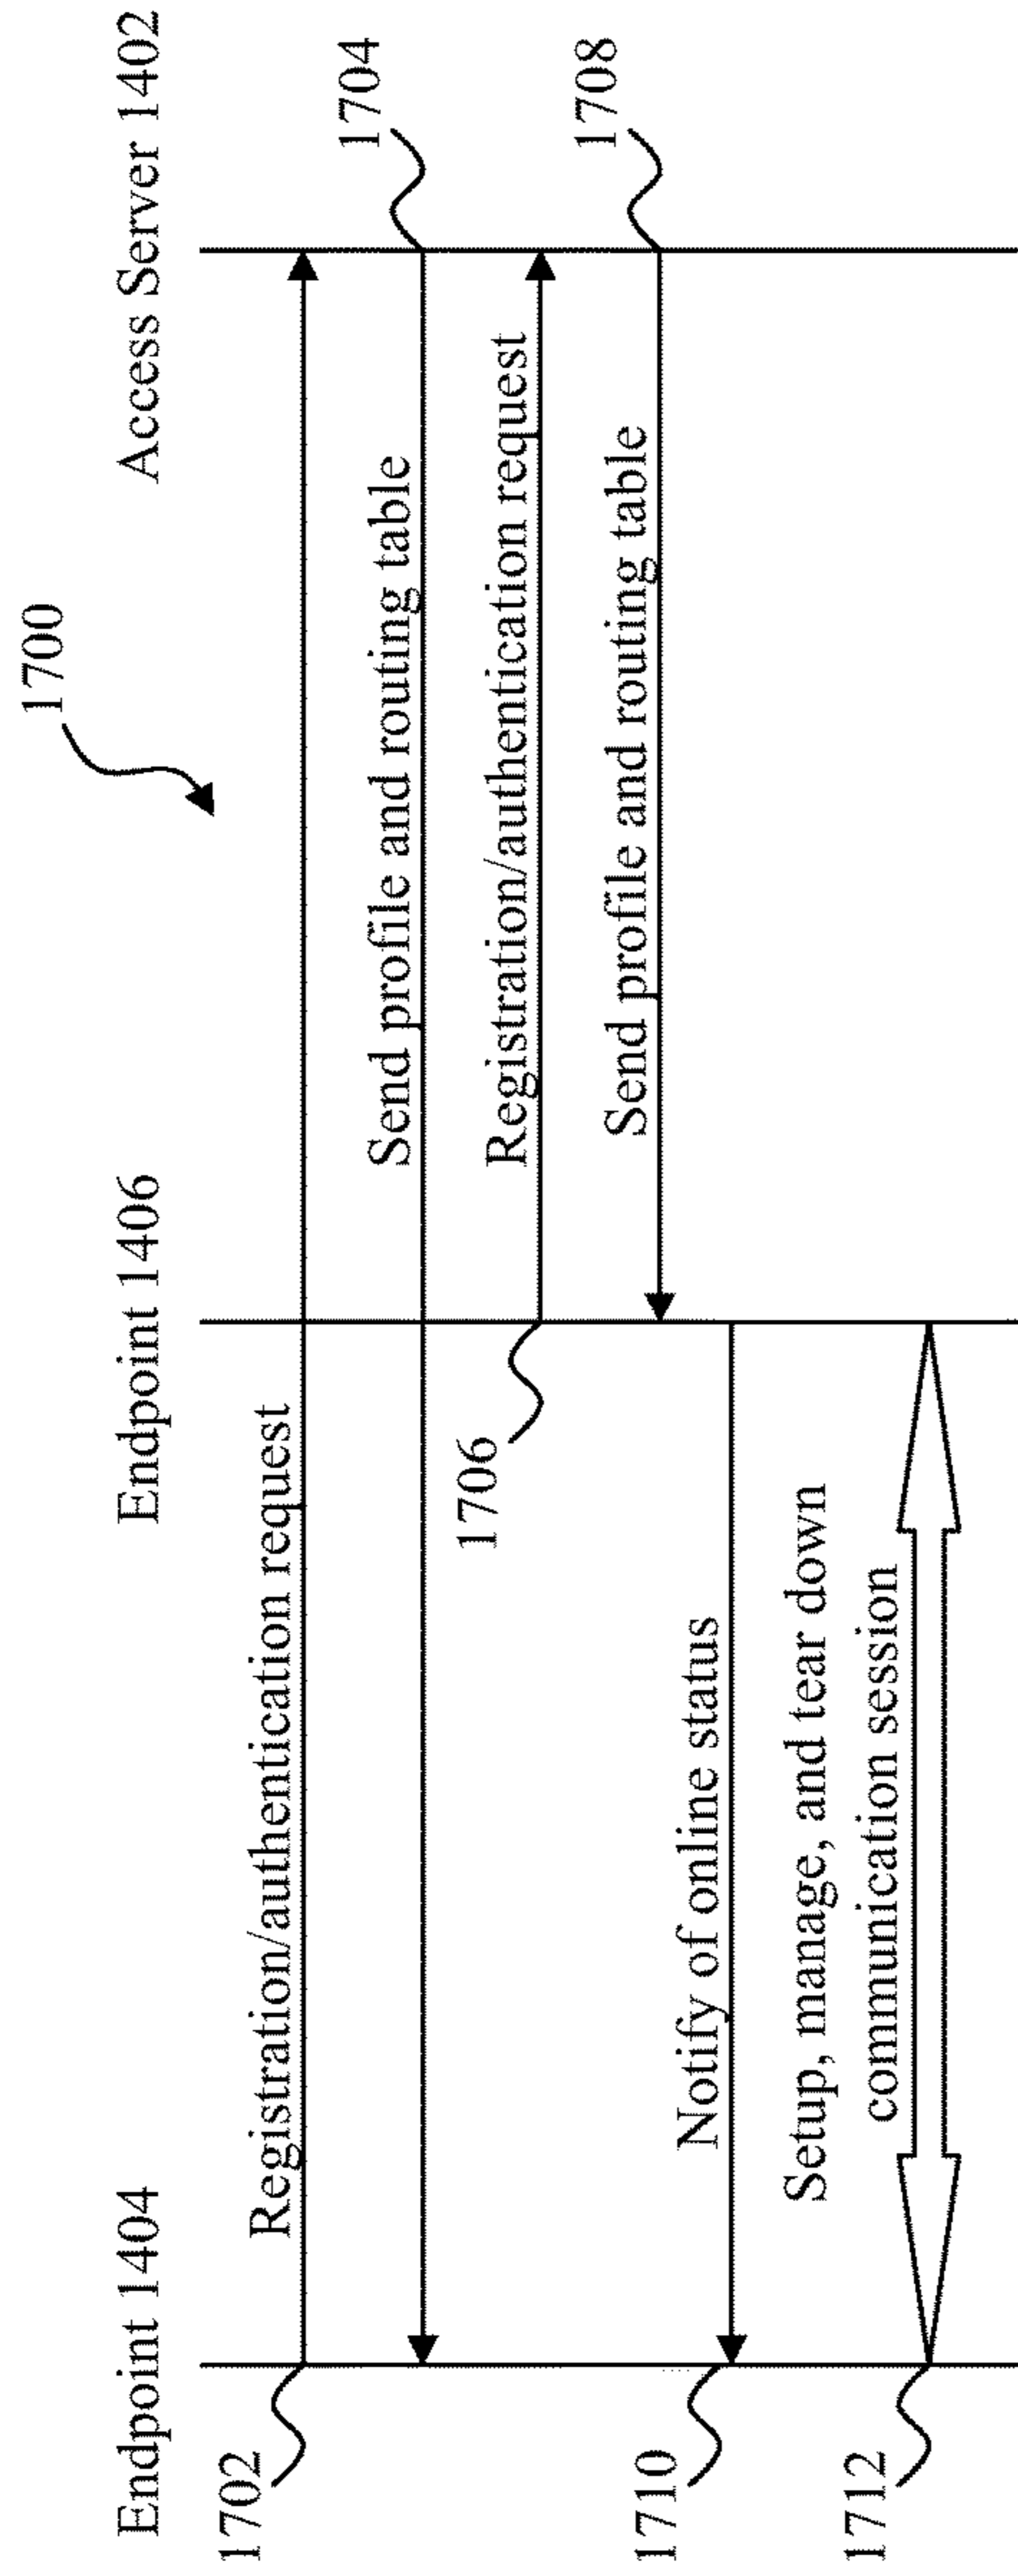 1700
Endpoint 1404
Endpoint 1406
Access Server 1402
1702
Registration/authentication request
1704
Send profile and routing table
1706
Registration/authentication request
1708
Send profile and routing table
1710
Notify of online status
1712
Setup, manage, and tear down
communication session